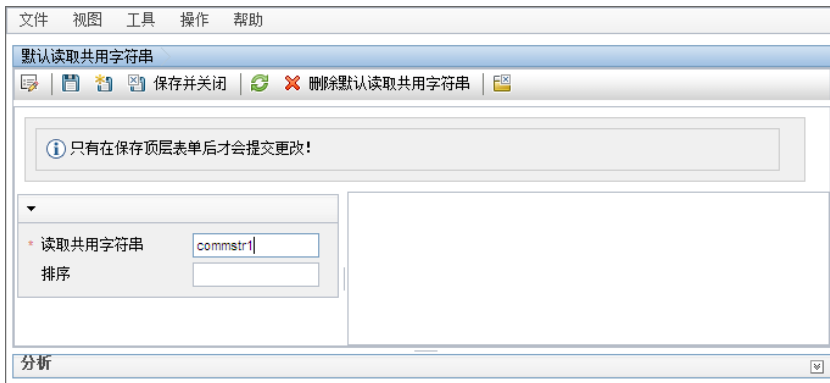 文件 视图 工具 操作 帮助
默认读取共用字符串
保存并关闭 删除默认读取共用字符串
只有在保存顶层表单后才会提交更改!
* 读取共用字符串 commstr1
排序
分析